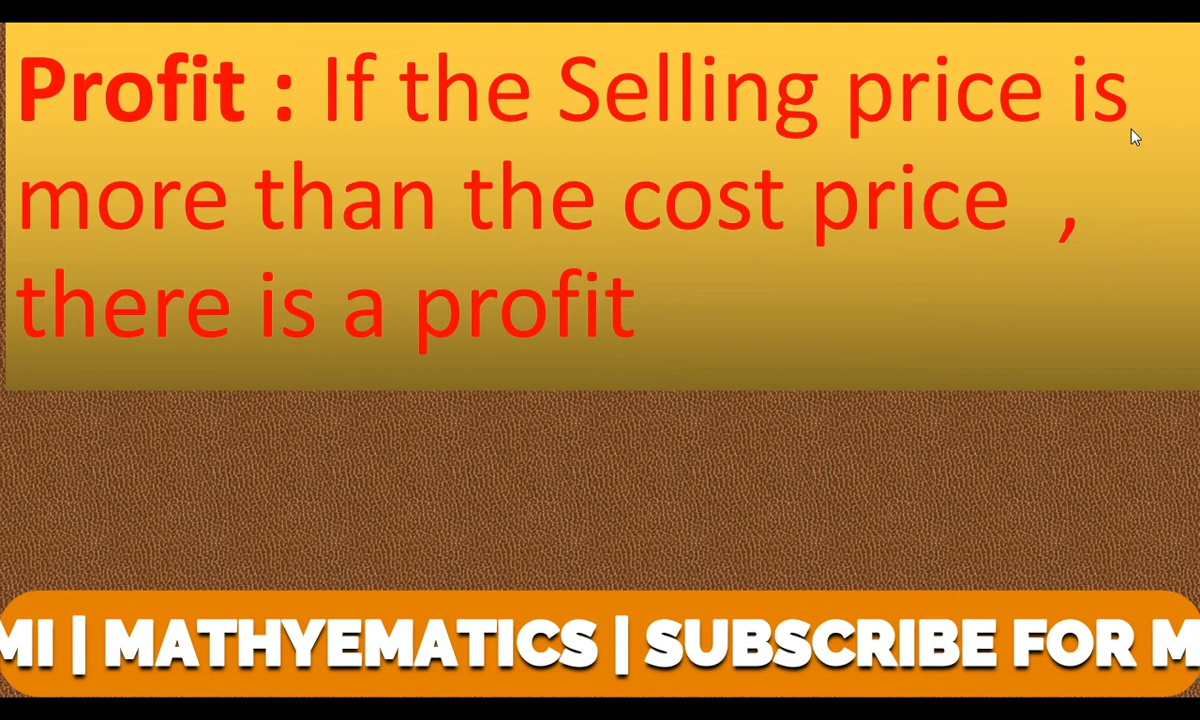 Profit : If the Selling price is
more than the cost price  ,
there is a profit
MI | MATHYEMATICS | SUBSCRIBE FOR M